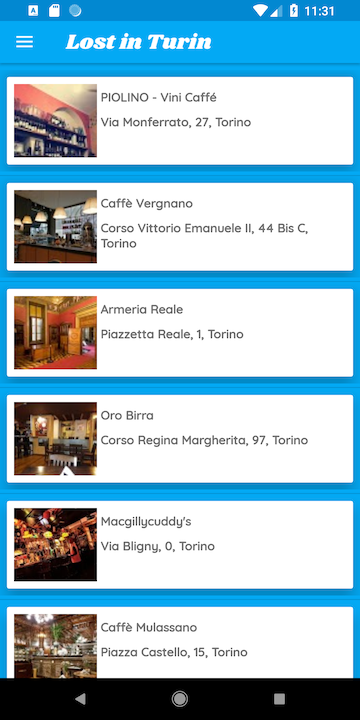 11:31
Lost in Turin
PIOLINO - Vini Caffé
Via Monferrato, 27, Torino
Caffè Vergnano
Corso Vittorio Emanuele II, 44 Bis C,
Torino
Armeria Reale
Piazzetta Reale, 1, Torino
Oro Birra
Corso Regina Margherita, 97, Torino
Macgillycuddy's
Via Bligny, 0, Torino
Caffè Mulassano
Piazza Castello, 15, Torino